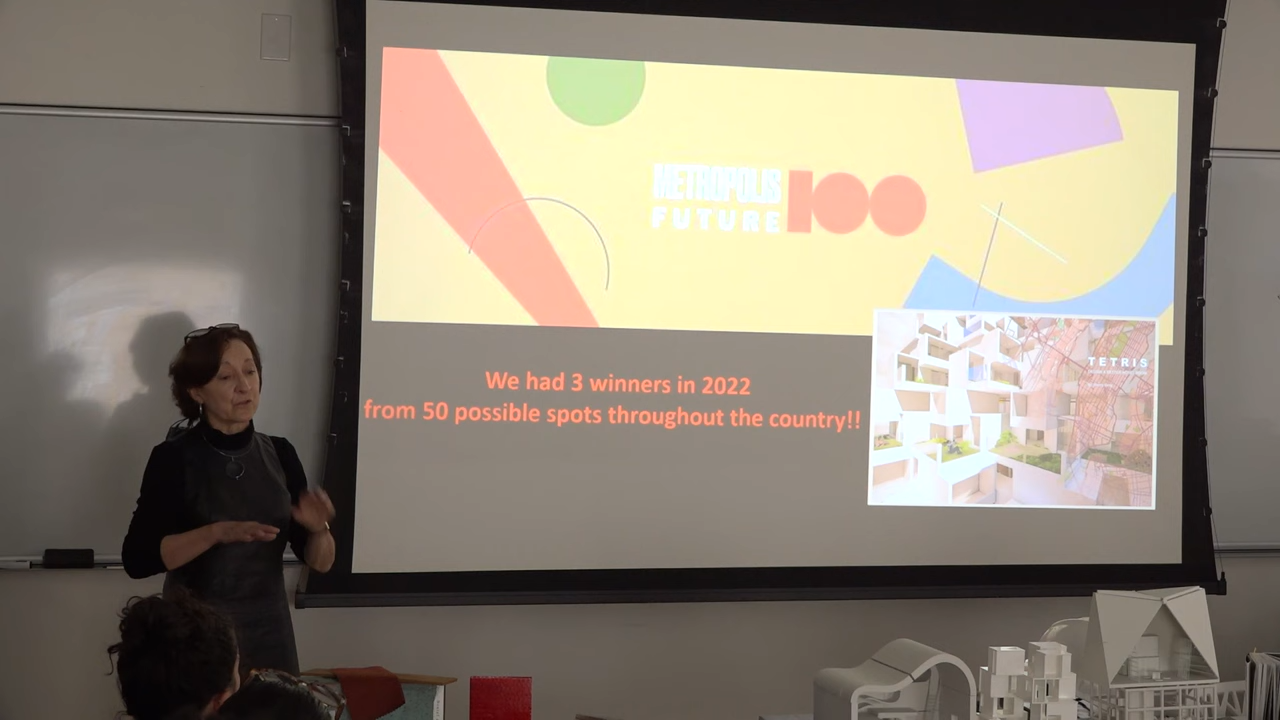 METROPOLIS
FUTURE 100
We had 3 winners in 2022
from 50 possible spots throughout the country!!
TETRIS